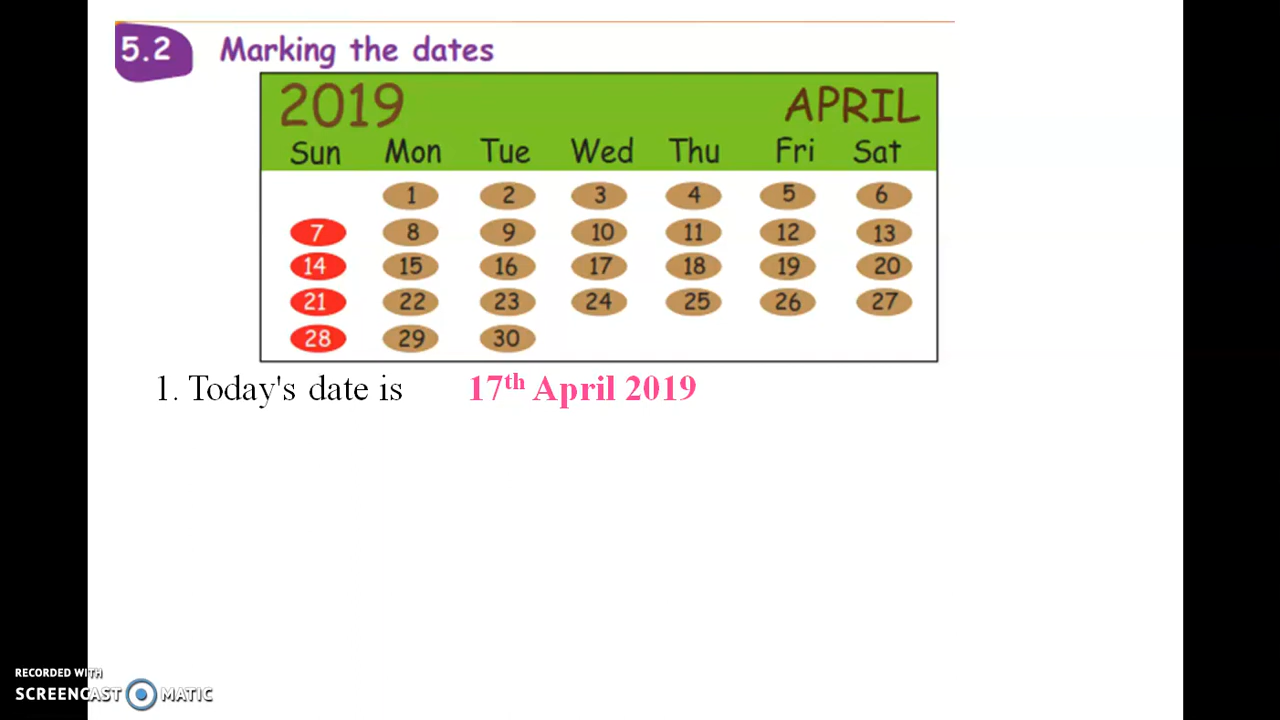 5.2 Marking the dates
2019 APRIL
Sun Mon Tue Wed Thu Fri Sat
1 2 3 4 5 6
7 8 9 10 11 12 13
14 15 16 17 18 19 20
21 22 23 24 25 26 27
28 29 30
1. Today's date is 17th April 2019
RECORDED WITH
SCREENCAST MATIC